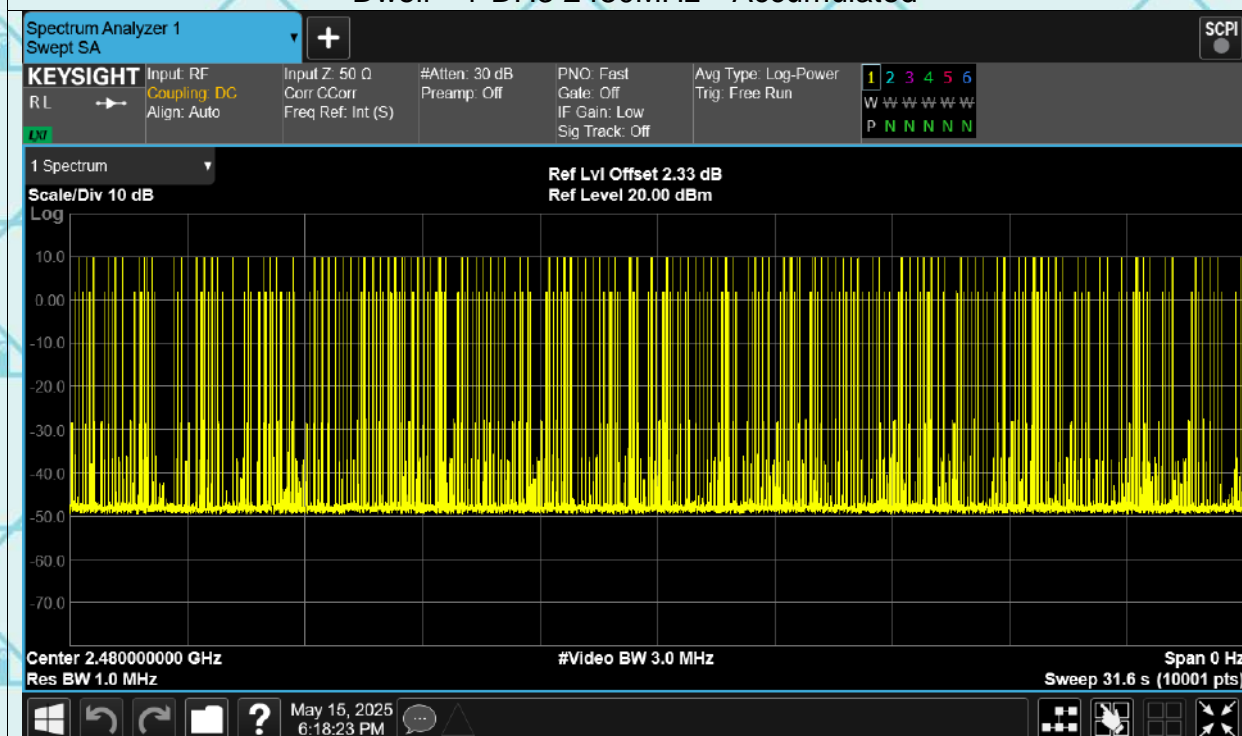 Spectrum Analyzer 1
Swept SA
+
SCPI
KEYSIGHT
RL
LXI
Input: RF
Coupling: DC
Align: Auto
Input Z: 50 Ω
Corr CCorr
Freq Ref: Int (S)
#Atten: 30 dB
Preamp: Off
PNO: Fast
Gate: Off
IF Gain: Low
Sig Track: Off
Avg Type: Log-Power
Trig: Free Run
1 2 3 4 5 6
W W W W W W
P N N N N N
1 Spectrum
Scale/Div 10 dB
Ref Lvl Offset 2.33 dB
Ref Level 20.00 dBm
Log
10.0
0.00
-10.0
-20.0
-30.0
-40.0
-50.0
-60.0
-70.0
Center 2.480000000 GHz
#Video BW 3.0 MHz
Span 0 Hz
Res BW 1.0 MHz
Sweep 31.6 s (10001 pts)
?
May 15, 2025
6:18:23 PM